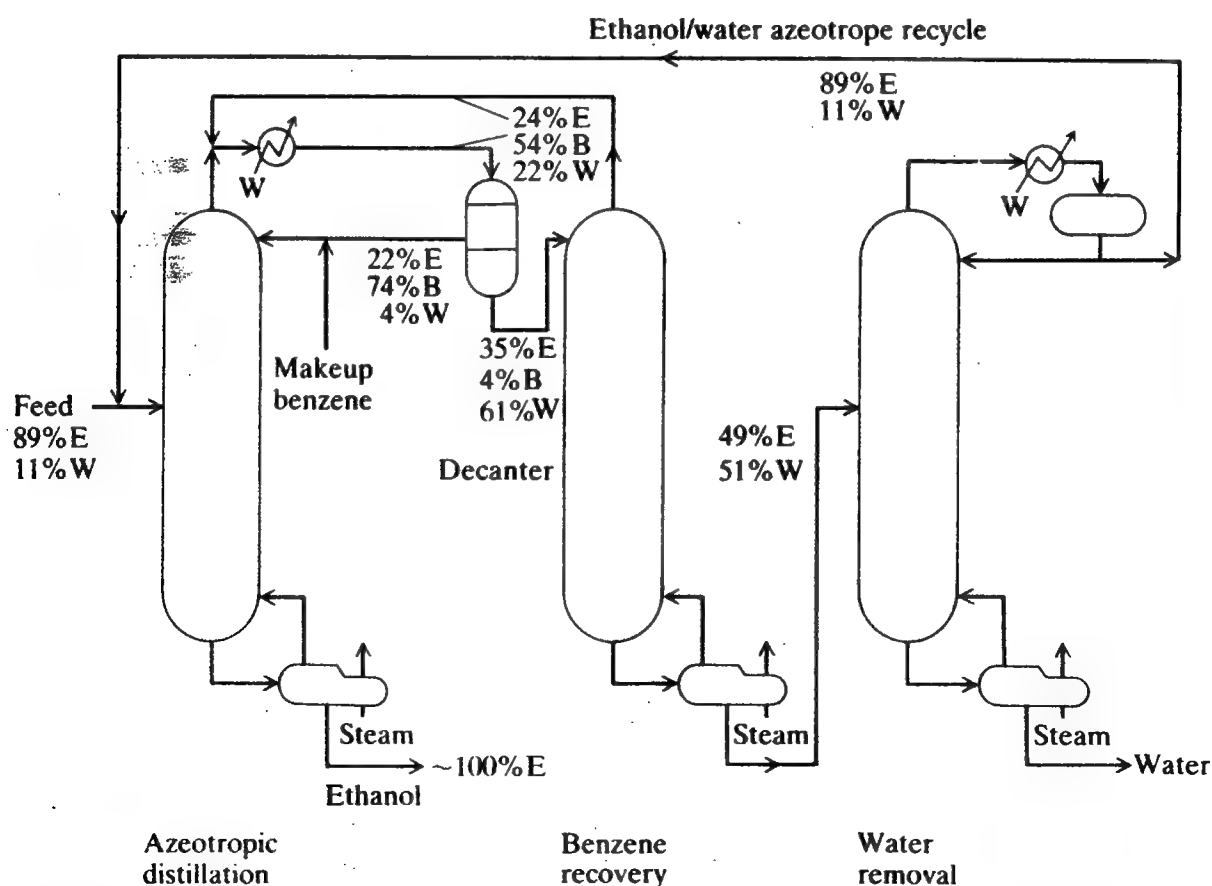 Ethanol/water azeotrope recycle
89% E
11% W
24% E
54% B
22% W
W
W
22% E
74% B
4% W
Makeup
benzene
35% E
4% B
61% W
Feed
89% E
11% W
Decanter
49% E
51% W
Steam
~100% E
Ethanol
Steam
Steam
Water
Azeotropic
distillation
Benzene
recovery
Water
removal